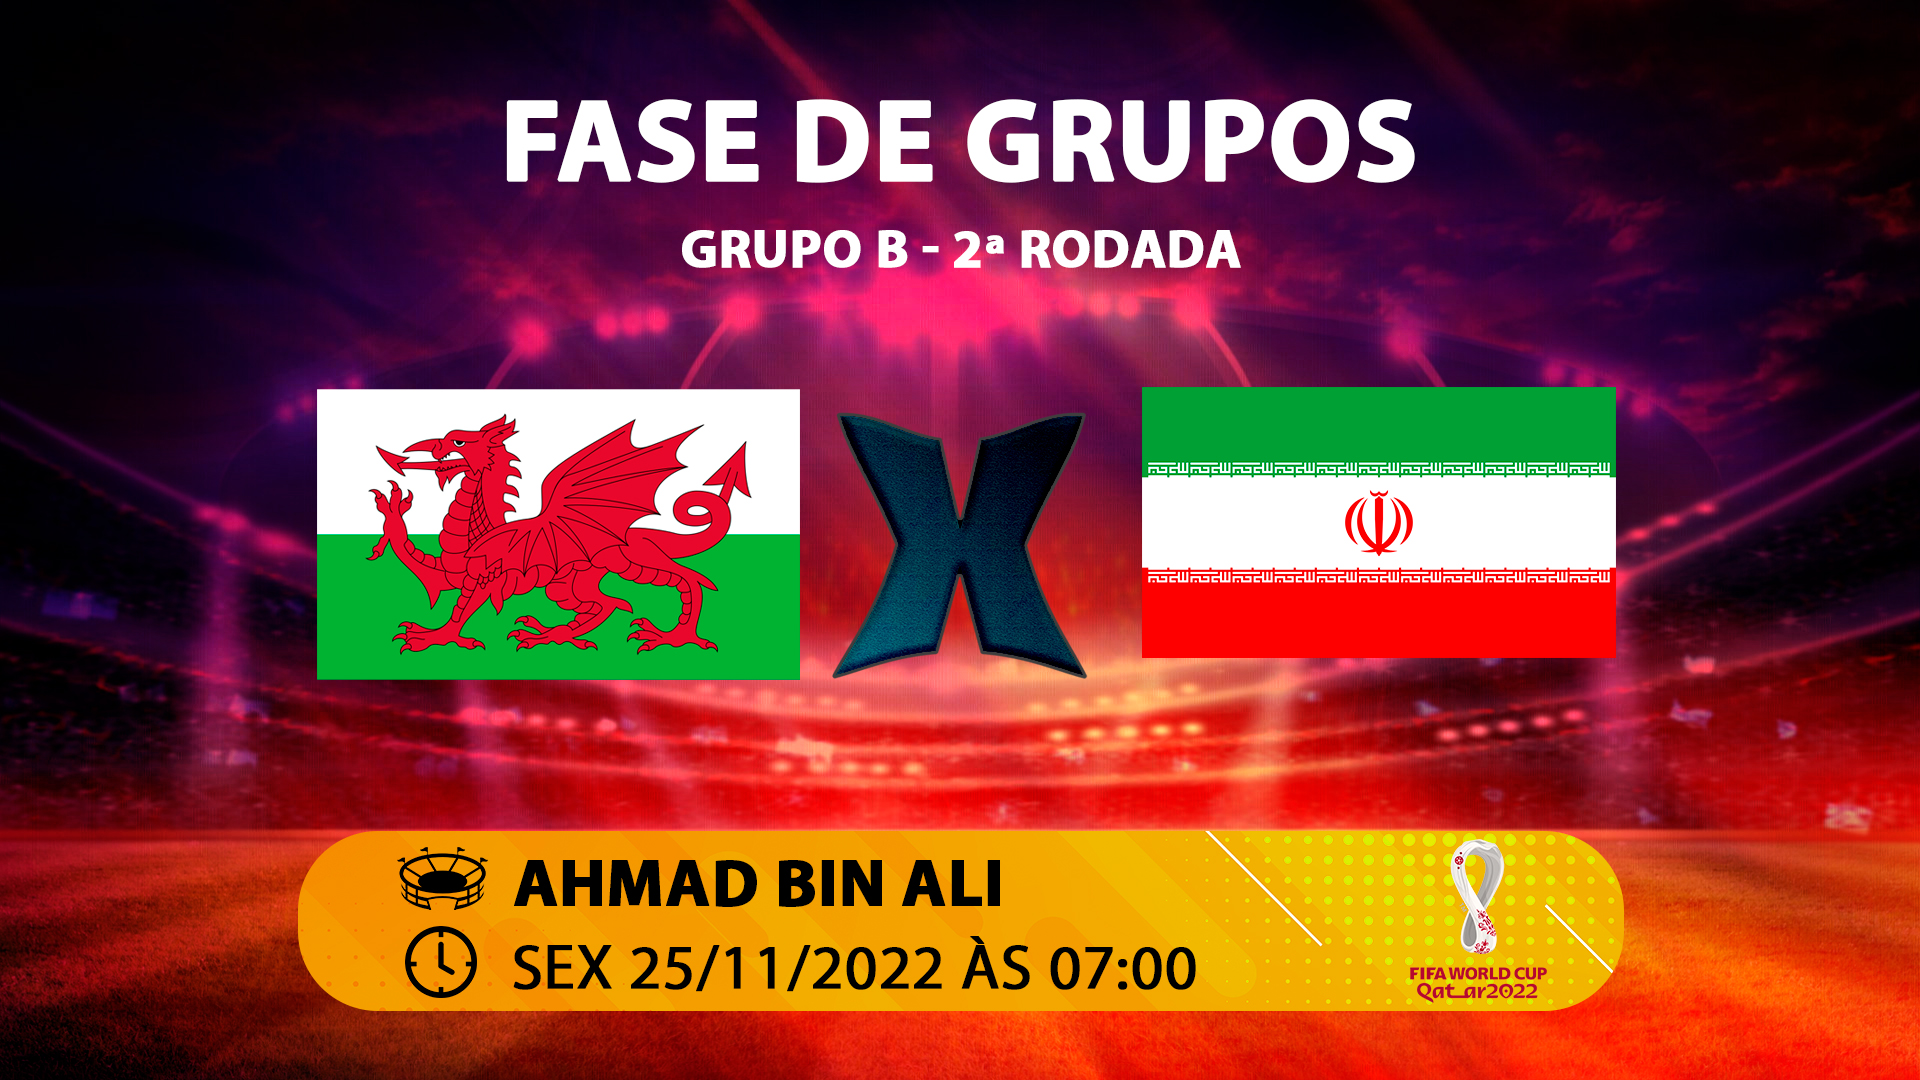 FASE DE GRUPOS
GRUPO B - 2ª RODADA
X
AHMAD BIN ALI
SEX 25/11/2022 ÀS 07:00
FIFA WORLD CUP
Qatar2022